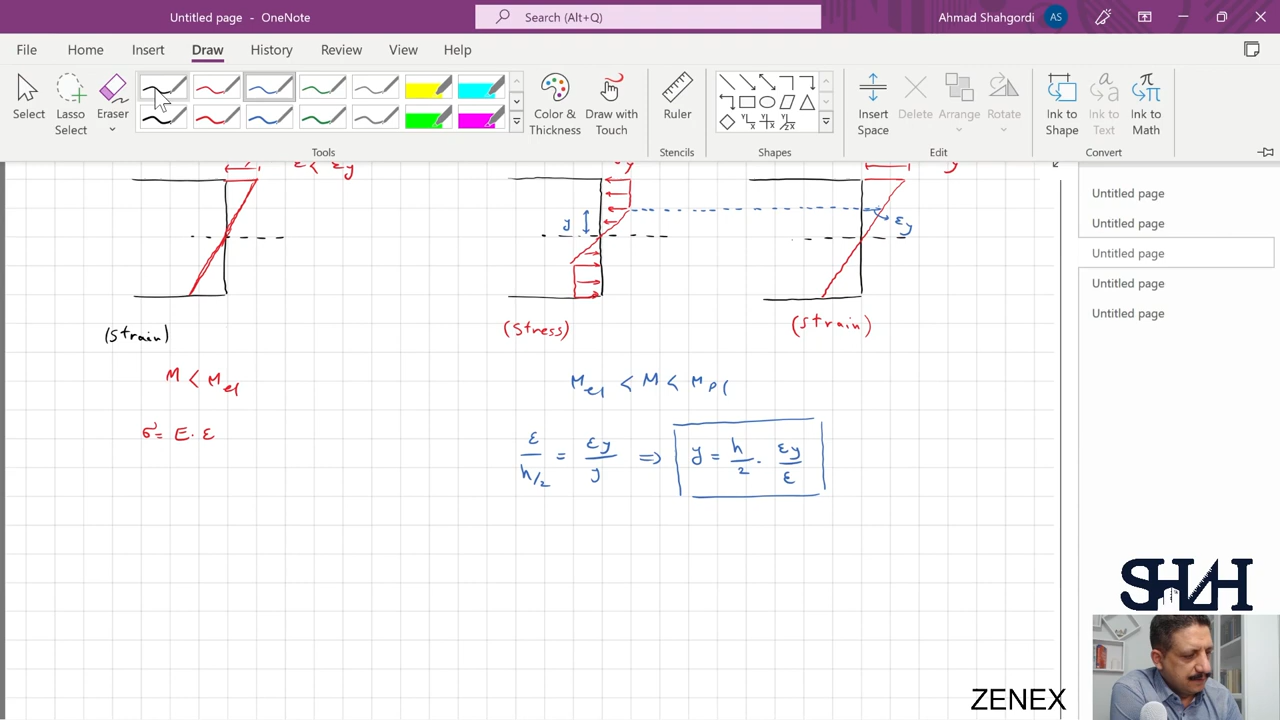 Untitled page - OneNote
Search (Alt+Q)
Ahmad Shahgordi
AS
File
Home
Insert
Draw
History
Review
View
Help
Select
Lasso
Select
Eraser
Color &
Thickness
Draw with
Touch
Ruler
Insert
Space
Delete
Arrange
Rotate
Ink to
Shape
Ink to
Text
Ink to
Math
Tools
Stencils
Shapes
Edit
Convert
Untitled page
Untitled page
Untitled page
Untitled page
Untitled page
ε < εy
y
εy
(Strain)
(Stress)
(Strain)
M < Mel
Mel < M < Mpl
σ = E . ε
ε / h/2 = εy / y ⇒ y = h/2 . εy/ε
SHAH
ZENEX